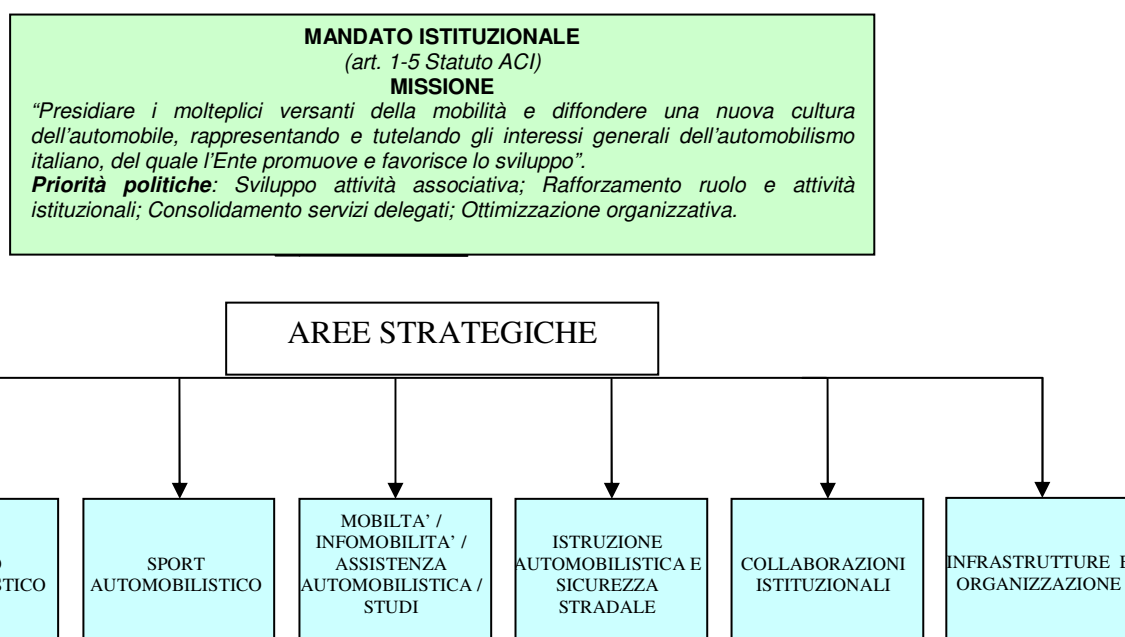 MANDATO ISTITUZIONALE
(art. 1-5 Statuto ACI)
MISSIONE
“Presidiare i molteplici versanti della mobilità e diffondere una nuova cultura
dell’automobile, rappresentando e tutelando gli interessi generali dell’automobilismo
italiano, del quale l’Ente promuove e favorisce lo sviluppo”.
Priorità politiche: Sviluppo attività associativa; Rafforzamento ruolo e attività
istituzionali; Consolidamento servizi delegati; Ottimizzazione organizzativa.
AREE STRATEGICHE
SPORT
AUTOMOBILISTICO
MOBILTA’ /
INFOMOBILITA’ /
ASSISTENZA
AUTOMOBILISTICA /
STUDI
ISTRUZIONE
AUTOMOBILISTICA E
SICUREZZA
STRADALE
COLLABORAZIONI
ISTITUZIONALI
INFRASTRUTTURE E
ORGANIZZAZIONE